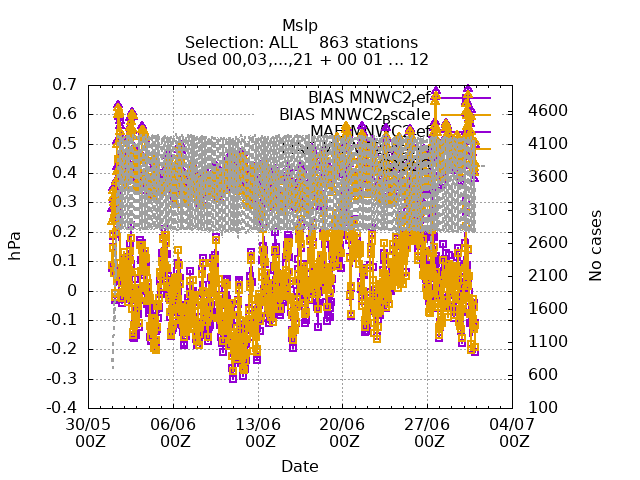 Mslp
Selection: ALL    863 stations
Used 00,03,...,21 + 00 01 ... 12
BIAS MNWC2ref
BIAS MNWC2Bscale
0.7
0.6
0.5
0.4
0.3
0.2
0.1
0
-0.1
-0.2
-0.3
-0.4
hPa
4600
4100
3600
3100
2600
2100
1600
1100
600
100
No cases
30/05 06/06 13/06 20/06 27/06 04/07
00Z 00Z 00Z 00Z 00Z 00Z
Date